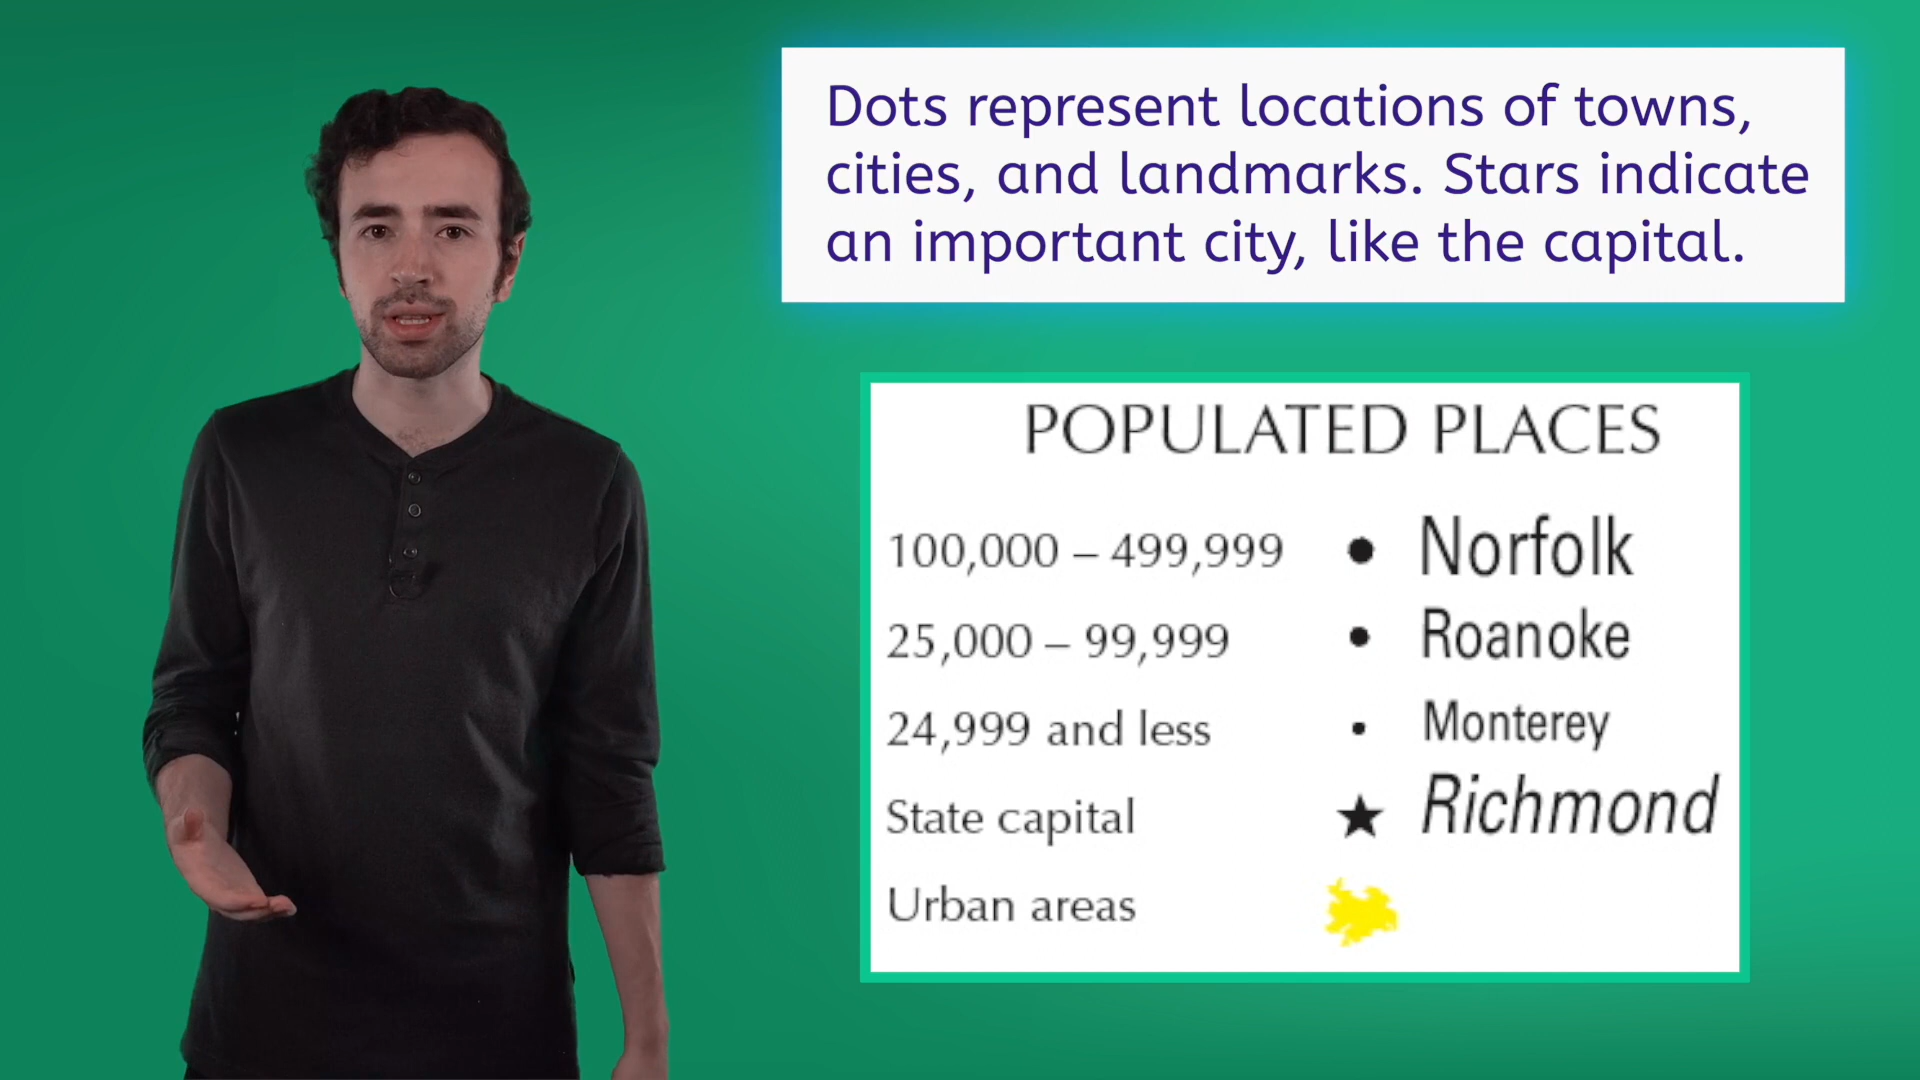 Dots represent locations of towns,
cities, and landmarks. Stars indicate
an important city, like the capital.
POPULATED PLACES
100,000 – 499,999 Norfolk
25,000 – 99,999 Roanoke
24,999 and less Monterey
State capital Richmond
Urban areas